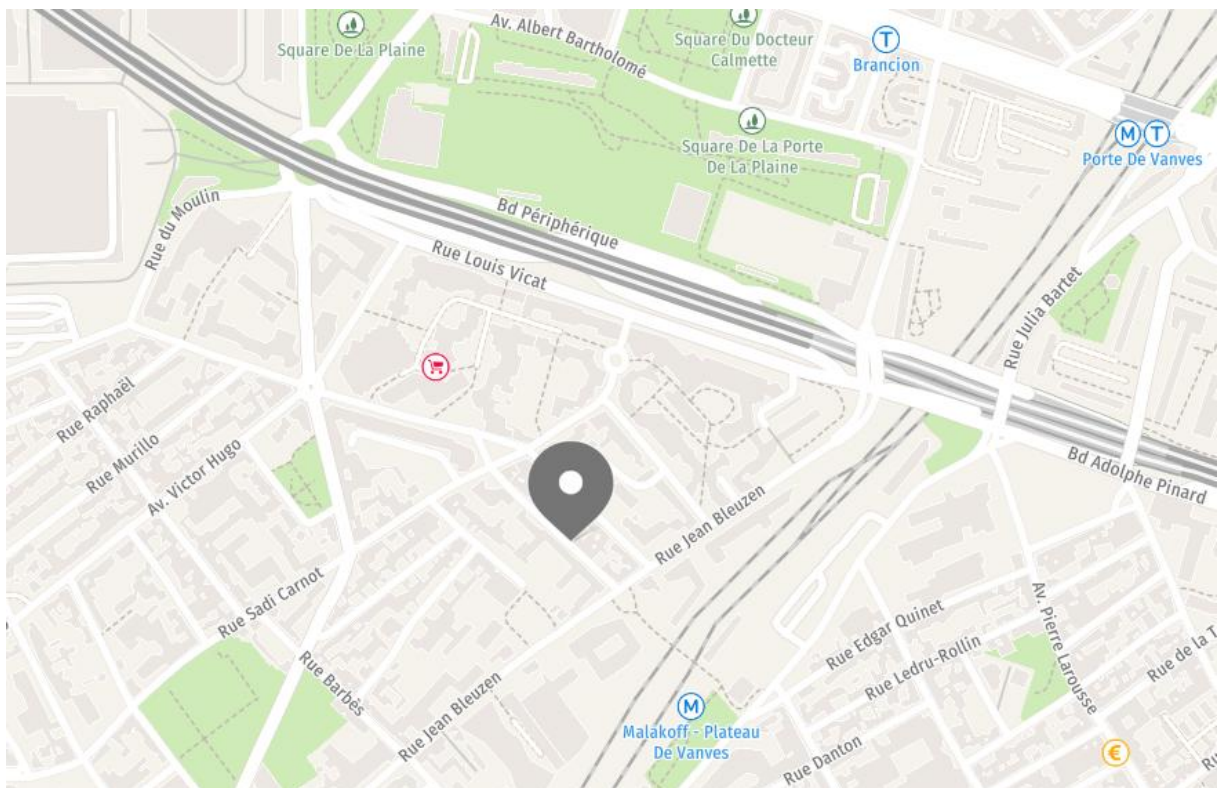 Av. Albert Bartholomé
Square De La Plaine
Square Du Docteur
Calmette
T
Brancion
M T
Porte De Vanves
Square De La Porte
De La Plaine
Rue du Moulin
Bd Périphérique
Rue Louis Vicat
Rue Julia Bartet
Rue Raphaël
Rue Murillo
Av. Victor Hugo
Bd Adolphe Pinard
Rue Jean Bleuzen
Rue Sadi Carnot
Rue Edgar Quinet
Av. Pierre Larousse
Rue Ledru-Rollin
Rue de la T
Rue Barbès
Rue Jean Bleuzen
M
Malakoff - Plateau
De Vanves
Rue Danton
€